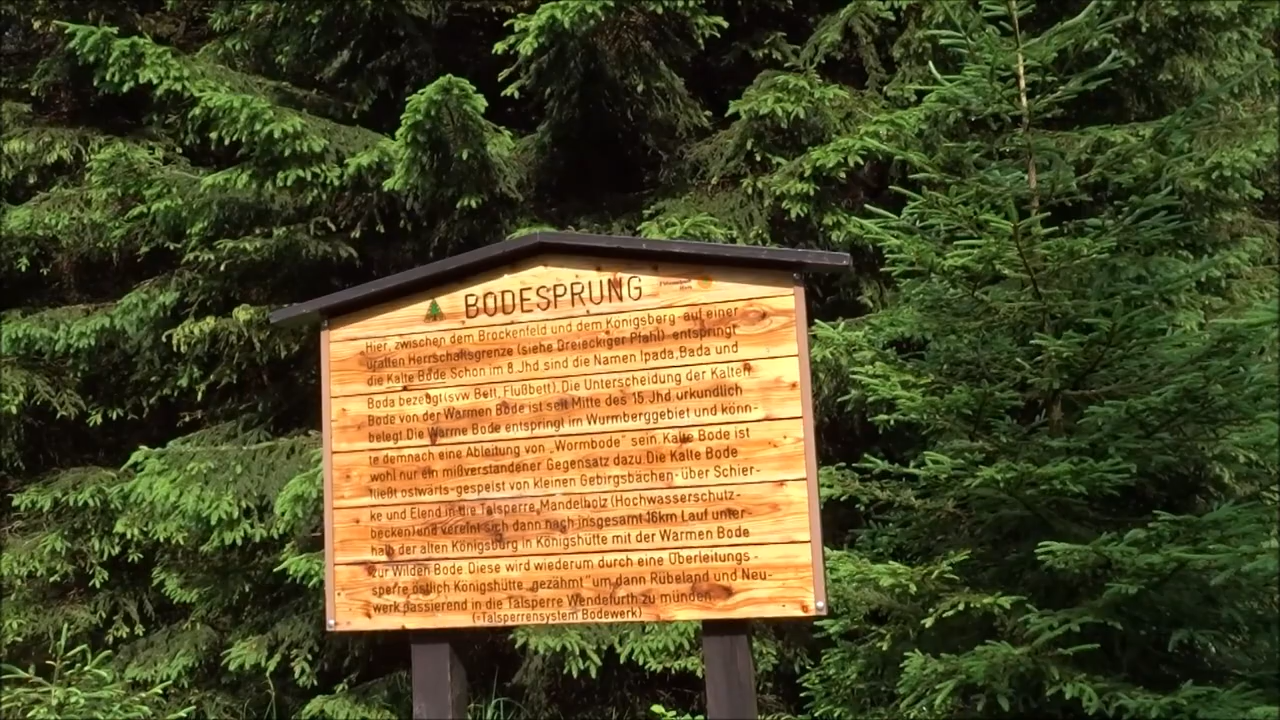 BODESPRUNG
Hier, zwischen dem Brockenfeld und dem Königsberg - auf einer
uralten Herrschaftsgrenze (siehe Dreieckiger Pfahl) - entspringt
die Kalte Bode Schon im 8. Jhd. sind die Namen Ipada, Bada und
Boda bezeugt (svw Bett, Flußbett). Die Unterscheidung der Kalten
Bode von der Warmen Bode ist seit Mitte des 15. Jhd urkundlich
belegt Die Warme Bode entspringt im Wurmberggebiet und könn-
te demnach eine Ableitung von „Wormbode" sein. Kalte Bode ist
wohl nur ein mißverstandener Gegensatz dazu. Die Kalte Bode
fließt ostwärts - gespeist von kleinen Gebirgsbächen - über Schier-
ke und Elend in die Talsperre Mandelholz (Hochwasserschutz-
becken) und vereint sich dann nach insgesamt 16km Lauf unter-
halb der alten Königsburg in Königshütte mit der Warmen Bode
zur Wilden Bode Diese wird wiederum durch eine Überleitungs -
sperre östlich Königshütte „gezähmt" um dann Rübeland und Neu-
werk passierend in die Talsperre Wendefurth zu münden.
(=Talsperrensystem Bodewerk)